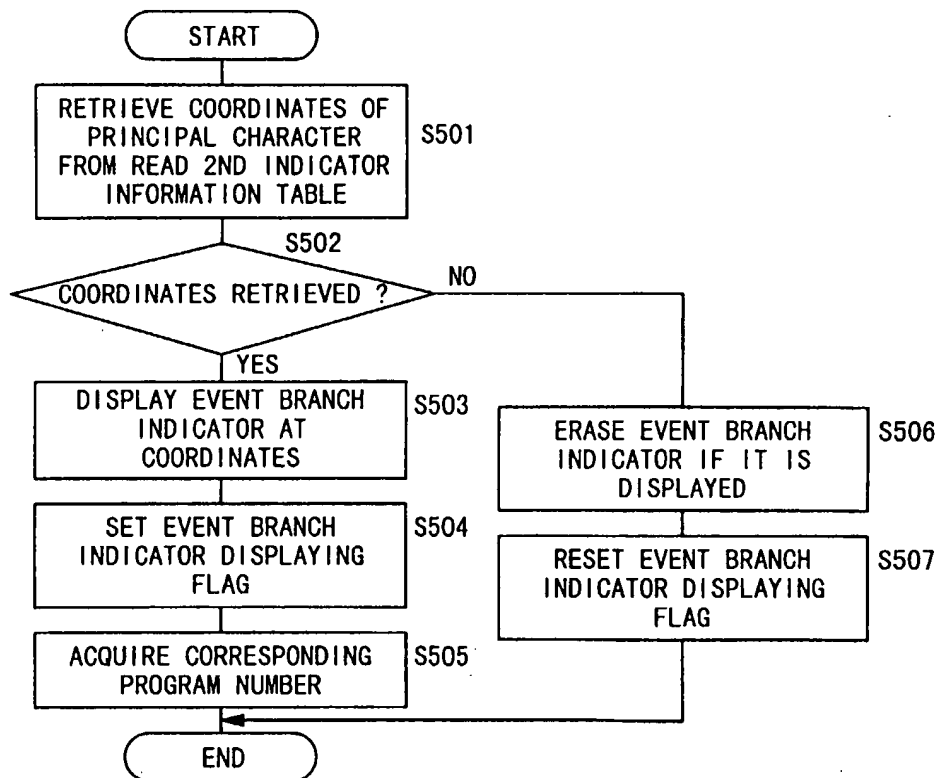 START
RETRIEVE COORDINATES OF
PRINCIPAL CHARACTER
FROM READ 2ND INDICATOR
INFORMATION TABLE
S501
S502
COORDINATES RETRIEVED ?
NO
YES
DISPLAY EVENT BRANCH
INDICATOR AT
COORDINATES
S503
SET EVENT BRANCH
INDICATOR DISPLAYING
FLAG
S504
ACQUIRE CORRESPONDING
PROGRAM NUMBER
S505
ERASE EVENT BRANCH
INDICATOR IF IT IS
DISPLAYED
S506
RESET EVENT BRANCH
INDICATOR DISPLAYING
FLAG
S507
END